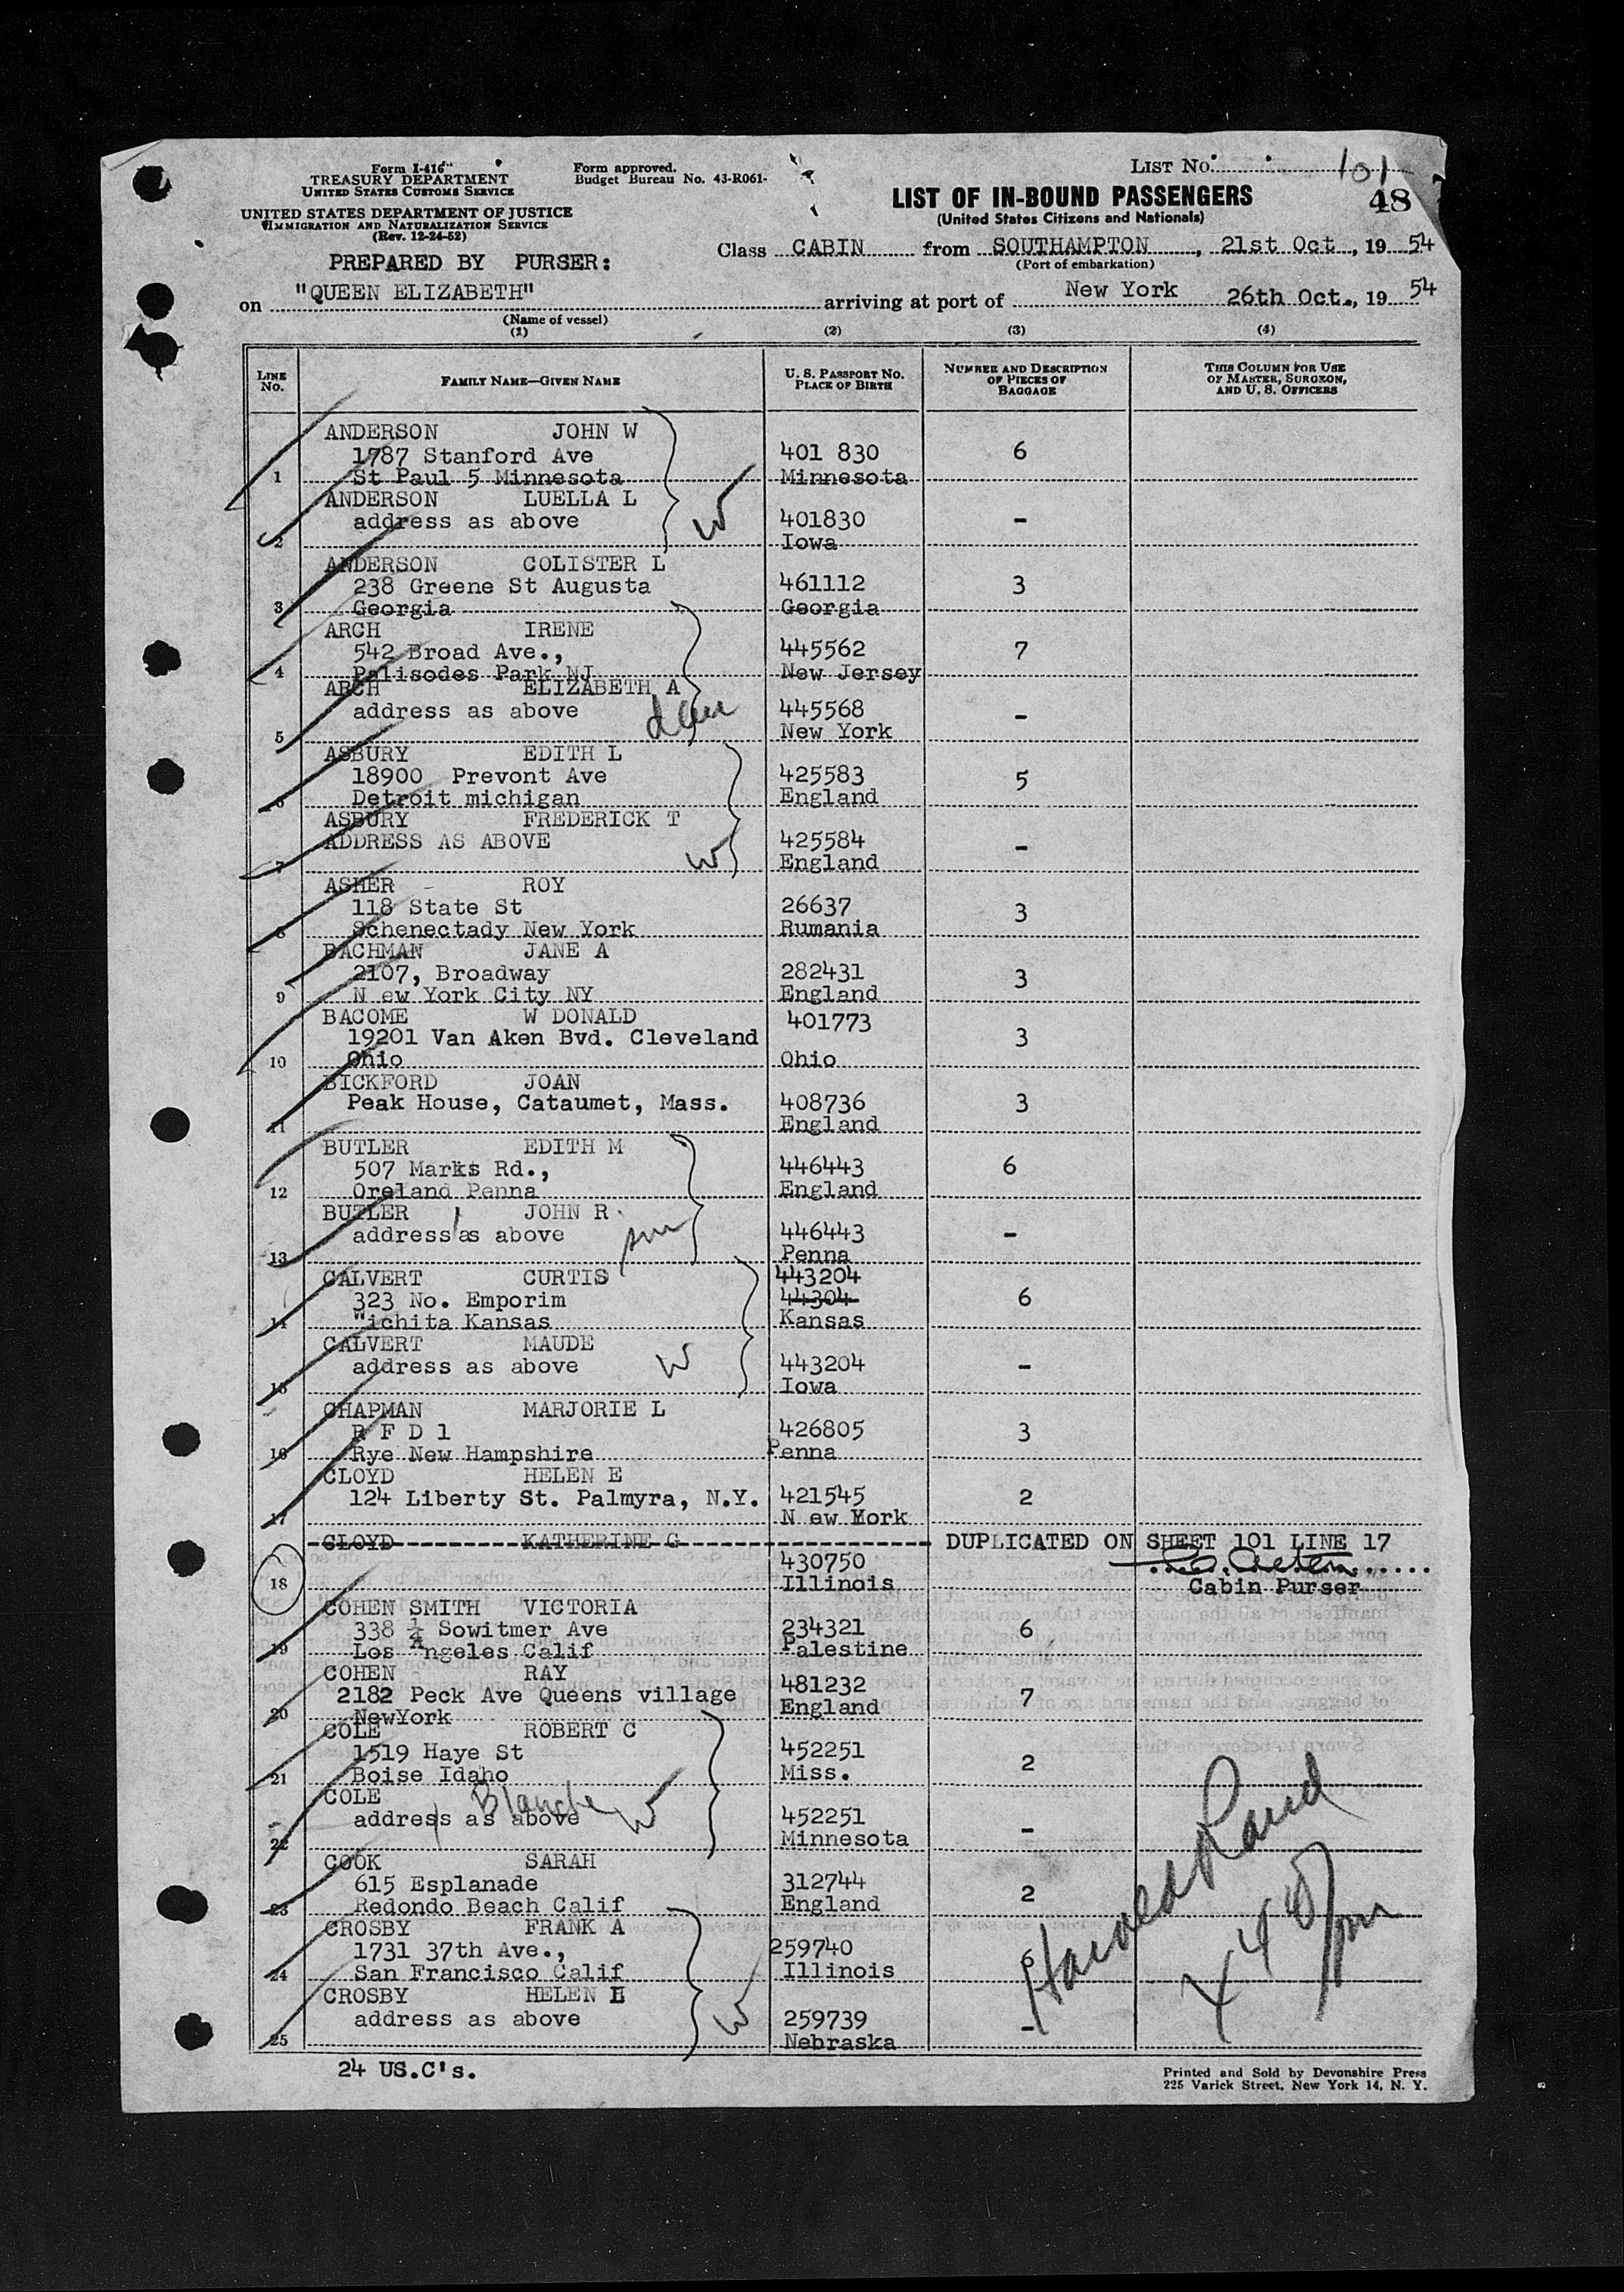 Form I-416
TREASURY DEPARTMENT
UNITED STATES CUSTOMS SERVICE
UNITED STATES DEPARTMENT OF JUSTICE
IMMIGRATION AND NATURALIZATION SERVICE
(Rev. 12-24-52)
Form approved.
Budget Bureau No. 43-R061-
LIST No. 101
LIST OF IN-BOUND PASSENGERS 48
(United States Citizens and Nationals)
PREPARED BY PURSER:
Class CABIN from SOUTHAMPTON, 21st Oct, 19 54
(Port of embarkation)
on "QUEEN ELIZABETH" arriving at port of New York 26th Oct., 19 54
(Name of vessel)
(1) (2) (3) (4)
LINE No. FAMILY NAME—GIVEN NAME U. S. PASSPORT NO. PLACE OF BIRTH NUMBER AND DESCRIPTION OF PIECES OF BAGGAGE THIS COLUMN FOR USE OF MASTER, SURGEON, AND U. S. OFFICERS
ANDERSON JOHN W
1787 Stanford Ave 401 830 6
1 St Paul 5 Minnesota Minnesota
ANDERSON LUELLA L
address as above 401830 -
2 Iowa
W
ANDERSON COLISTER L
238 Greene St Augusta 461112 3
3 Georgia Georgia
ARCH IRENE
542 Broad Ave., 445562 7
4 Palisodes Park NJ New Jersey
ARCH ELIZABETH A
address as above 445568 -
5 New York
ASBURY EDITH L
18900 Prevont Ave 425583 5
6 Detroit michigan England
ASBURY FREDERICK T
ADDRESS AS ABOVE 425584 -
7 W England
ASHER - ROY
118 State St 26637 3
8 Schenectady New York Rumania
BACHMAN JANE A
2107, Broadway 282431 3
9 N ew York City NY England
BACOME W DONALD 401773
19201 Van Aken Bvd. Cleveland 3
10 Ohio Ohio
BICKFORD JOAN
Peak House, Cataumet, Mass. 408736 3
11 England
BUTLER EDITH M
507 Marks Rd., 446443 6
12 Oreland Penna England
BUTLER JOHN R
address as above 446443 -
13 Penna
CALVERT CURTIS 443204
323 No. Emporim 44304 6
14 "ichita Kansas Kansas
CALVERT MAUDE
address as above W 443204 -
15 Iowa
CHAPMAN MARJORIE L
R F D 1 426805 3
16 Rye New Hampshire Penna
CLOYD HELEN E
124 Liberty St. Palmyra, N.Y. 421545 2
17 N ew York
CLOYD KATHERINE G DUPLICATED ON SHEET 101 LINE 17
430750
18 Illinois Cabin Purser
COHEN SMITH VICTORIA
338 ¼ Sowitmer Ave 234321 6
19 Los Angeles Calif Palestine
COHEN RAY
2182 Peck Ave Queens village 481232 7
20 NewYork England
COLE ROBERT C
1519 Haye St 452251 2
21 Boise Idaho Miss.
COLE Blanche
address as above W 452251 -
22 Minnesota
COOK SARAH
615 Esplanade 312744 2
23 Redondo Beach Calif England
CROSBY FRANK A
1731 37th Ave., 259740 6
24 San Francisco Calif Illinois
CROSBY HELEN E
address as above W 259739 -
25 Nebraska
Harold
24 US.C's.
Printed and Sold by Devonshire Press
225 Varick Street, New York 14, N. Y.